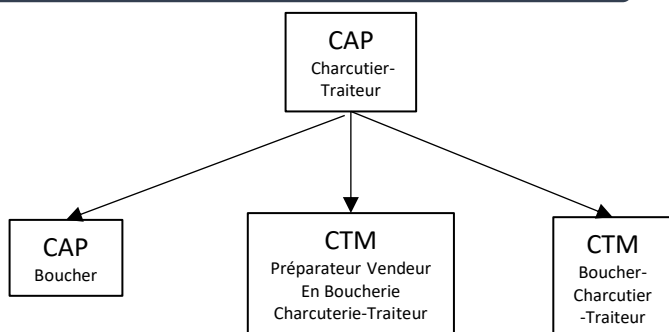 CAP
Charcutier-
Traiteur
CAP
Boucher
CTM
Préparateur Vendeur
En Boucherie
Charcuterie-Traiteur
CTM
Boucher-
Charcutier
-Traiteur